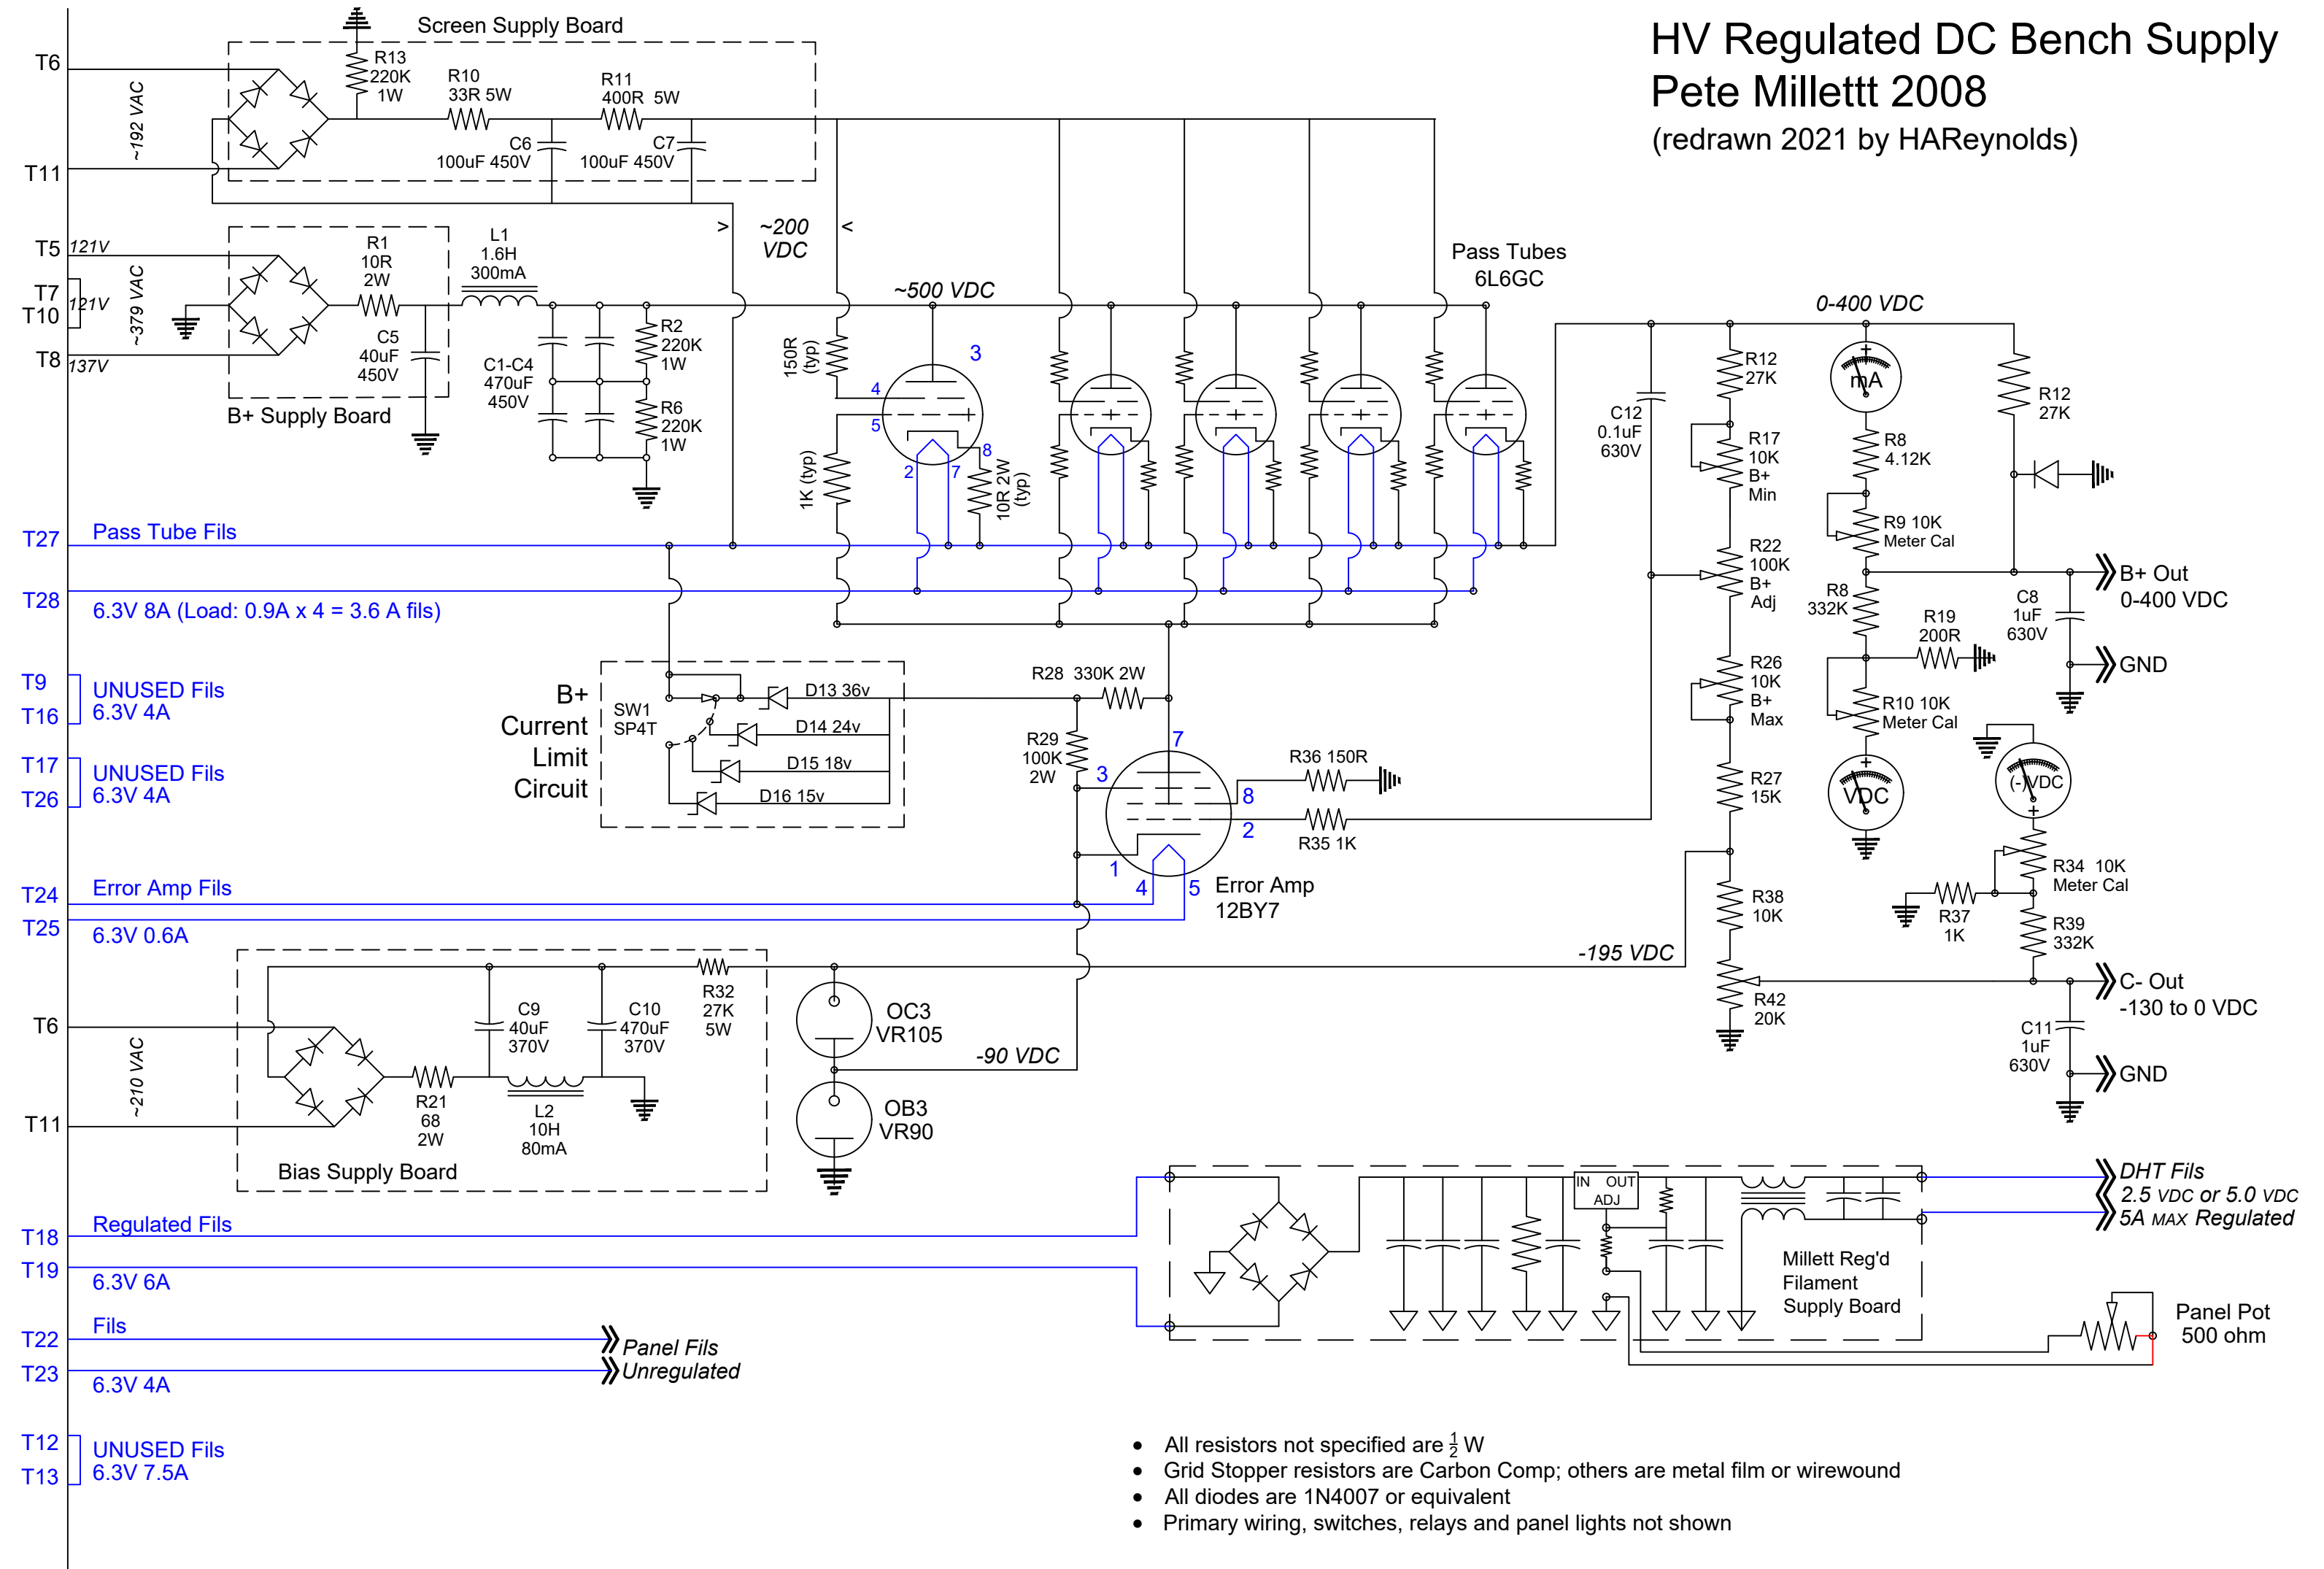 HV Regulated DC Bench Supply
Pete Millettt 2008
(redrawn 2021 by HAReynolds)
Screen Supply Board
T6
T11
~192 VAC
R13
220K
1W
R10
33R 5W
R11
400R 5W
C6
100uF 450V
C7
100uF 450V
>
~200
VDC
<
T5
121V
T7
T10
121V
T8
137V
~379 VAC
R1
10R
2W
L1
1.6H
300mA
C5
40uF
450V
B+ Supply Board
C1-C4
470uF
450V
R2
220K
1W
R6
220K
1W
~500 VDC
150R
(typ)
1K (typ)
3
4
5
2
7
8
10R 2W
(typ)
Pass Tubes
6L6GC
0-400 VDC
C12
0.1uF
630V
R12
27K
R17
10K
B+
Min
R22
100K
B+
Adj
R26
10K
B+
Max
R27
15K
R38
10K
R42
20K
+
mA
R8
4.12K
R9 10K
Meter Cal
R8
332K
R19
200R
R10 10K
Meter Cal
+
VDC
R12
27K
B+ Out
0-400 VDC
C8
1uF
630V
GND
(-)VDC
+
R34 10K
Meter Cal
R37
1K
R39
332K
C- Out
-130 to 0 VDC
C11
1uF
630V
GND
T27
Pass Tube Fils
T28
6.3V 8A (Load: 0.9A x 4 = 3.6 A fils)
T9
T16
UNUSED Fils
6.3V 4A
T17
T26
UNUSED Fils
6.3V 4A
B+
Current
Limit
Circuit
SW1
SP4T
D13 36v
D14 24v
D15 18v
D16 15v
R28 330K 2W
R29
100K
2W
7
3
8
2
1
4
5
R36 150R
R35 1K
Error Amp
12BY7
T24
Error Amp Fils
T25
6.3V 0.6A
-195 VDC
T6
T11
~210 VAC
C9
40uF
370V
C10
470uF
370V
R32
27K
5W
R21
68
2W
L2
10H
80mA
Bias Supply Board
OC3
VR105
-90 VDC
OB3
VR90
T18
Regulated Fils
T19
6.3V 6A
IN OUT
ADJ
Millett Reg'd
Filament
Supply Board
DHT Fils
2.5 VDC or 5.0 VDC
5A MAX Regulated
Panel Pot
500 ohm
T22
Fils
T23
6.3V 4A
Panel Fils
Unregulated
T12
T13
UNUSED Fils
6.3V 7.5A
• All resistors not specified are ½ W
• Grid Stopper resistors are Carbon Comp; others are metal film or wirewound
• All diodes are 1N4007 or equivalent
• Primary wiring, switches, relays and panel lights not shown